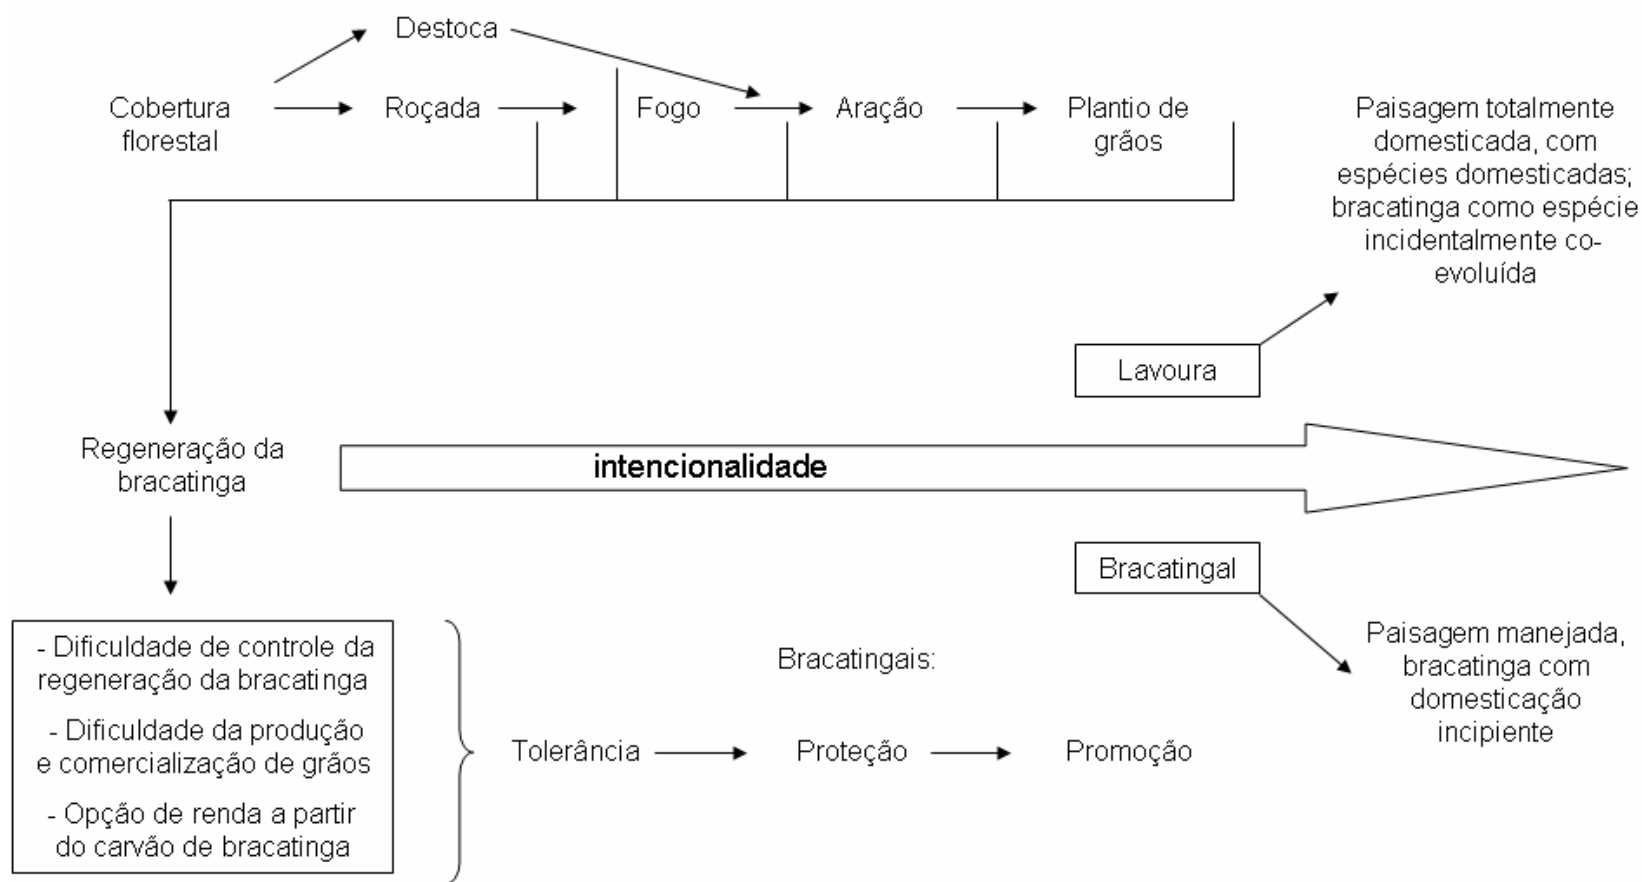 Destoca
Cobertura
florestal
Roçada
Fogo
Aração
Plantio de
grãos
Paisagem totalmente
domesticada, com
espécies domesticadas;
bracatinga como espécie
incidentalmente co-
evoluída
Lavoura
Regeneração da
bracatinga
intencionalidade
Bracatingal
Paisagem manejada,
bracatinga com
domesticação
incipiente
- Dificuldade de controle da
regeneração da bracatinga
- Dificuldade da produção
e comercialização de grãos
- Opção de renda a partir
do carvão de bracatinga
Bracatingais:
Tolerância
Proteção
Promoção